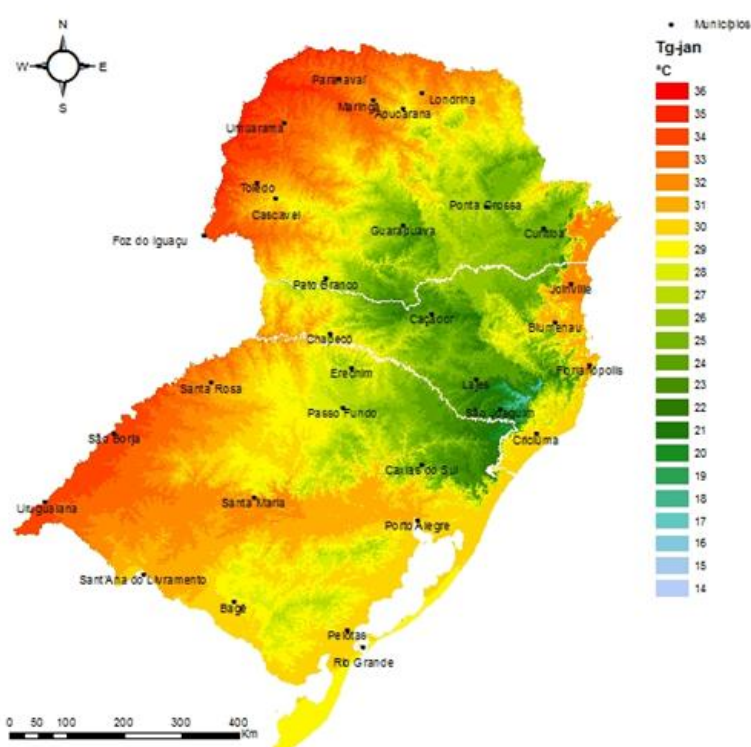 N
W E
S
Municípios
Tg-jan
°C
36
35
34
33
32
31
30
29
28
27
26
25
24
23
22
21
20
19
18
17
16
15
14
Paranavaí
Londrina
Maringá
Apucarana
Umuarama
Toledo
Cascavel
Ponta Grossa
Guarapuava
Curitiba
Foz do Iguaçu
Pato Branco
Joinville
Caçador
Blumenau
Chapecó
Erechim
Florianópolis
Santa Rosa
Lajes
Passo Fundo
São Joaquim
São Borja
Criciúma
Caxias do Sul
Santa Maria
Uruguaiana
Porto Alegre
Sant'Ana do Livramento
Bagé
Pelotas
Rio Grande
0 50 100 200 300 400
Km